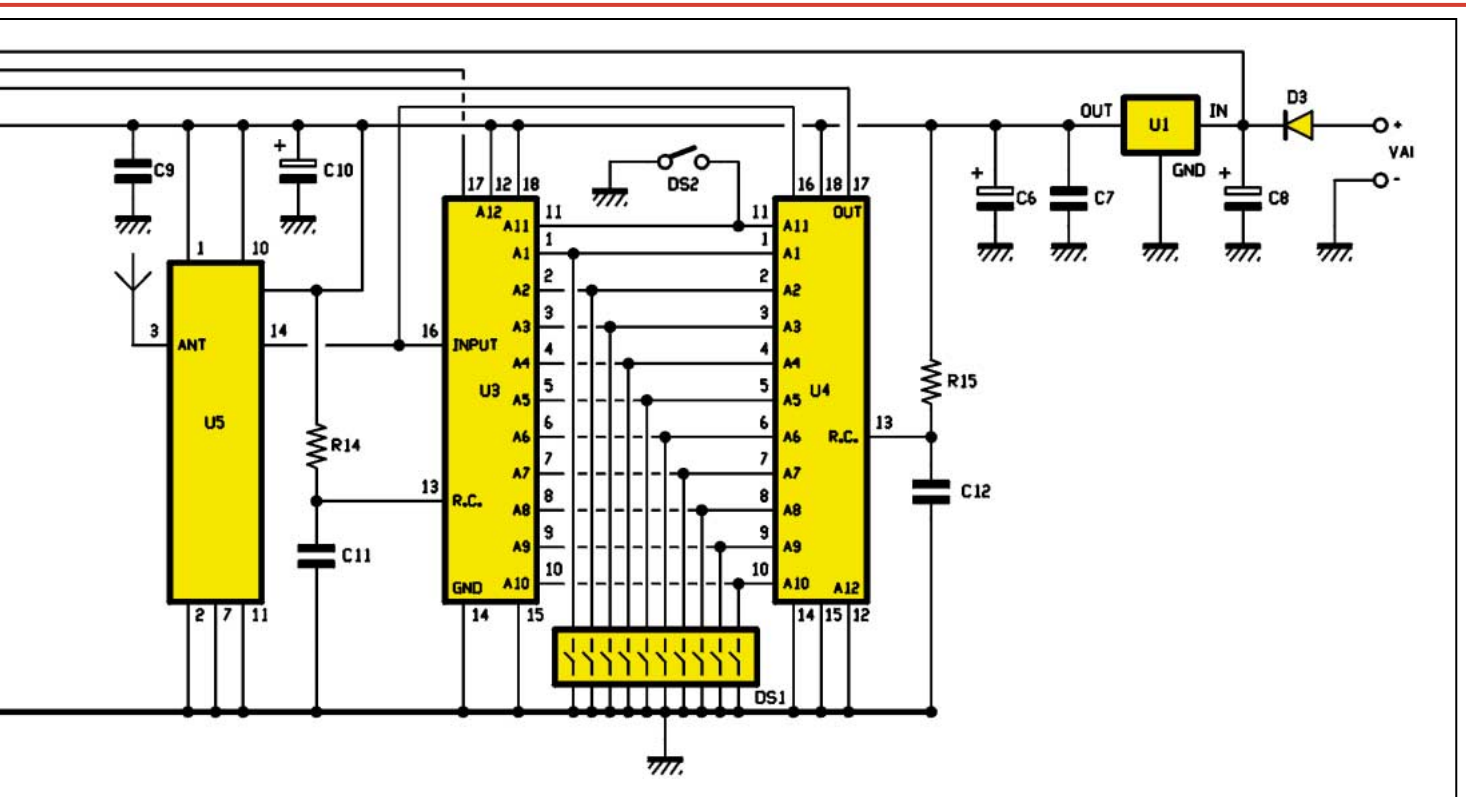 D3
OUT
U1
IN
+
VAI
-
GND
C9
+
C10
DS2
+
C6
C7
+
C8
17
12
18
16
18
17
A12
OUT
11
A11
11
A11
1
10
1
A1
1
A1
2
A2
2
A2
3
A3
3
A3
3
ANT
14
16
INPUT
4
A4
4
A4
U5
U3
U4
5
A5
5
A5
R15
6
A6
6
A6
R.C.
13
R14
7
A7
7
A7
13
R.C.
8
A8
8
A8
C12
9
A9
9
A9
C11
10
A10
10
A10
GND
A12
2
7
11
14
15
14
15
12
DS1